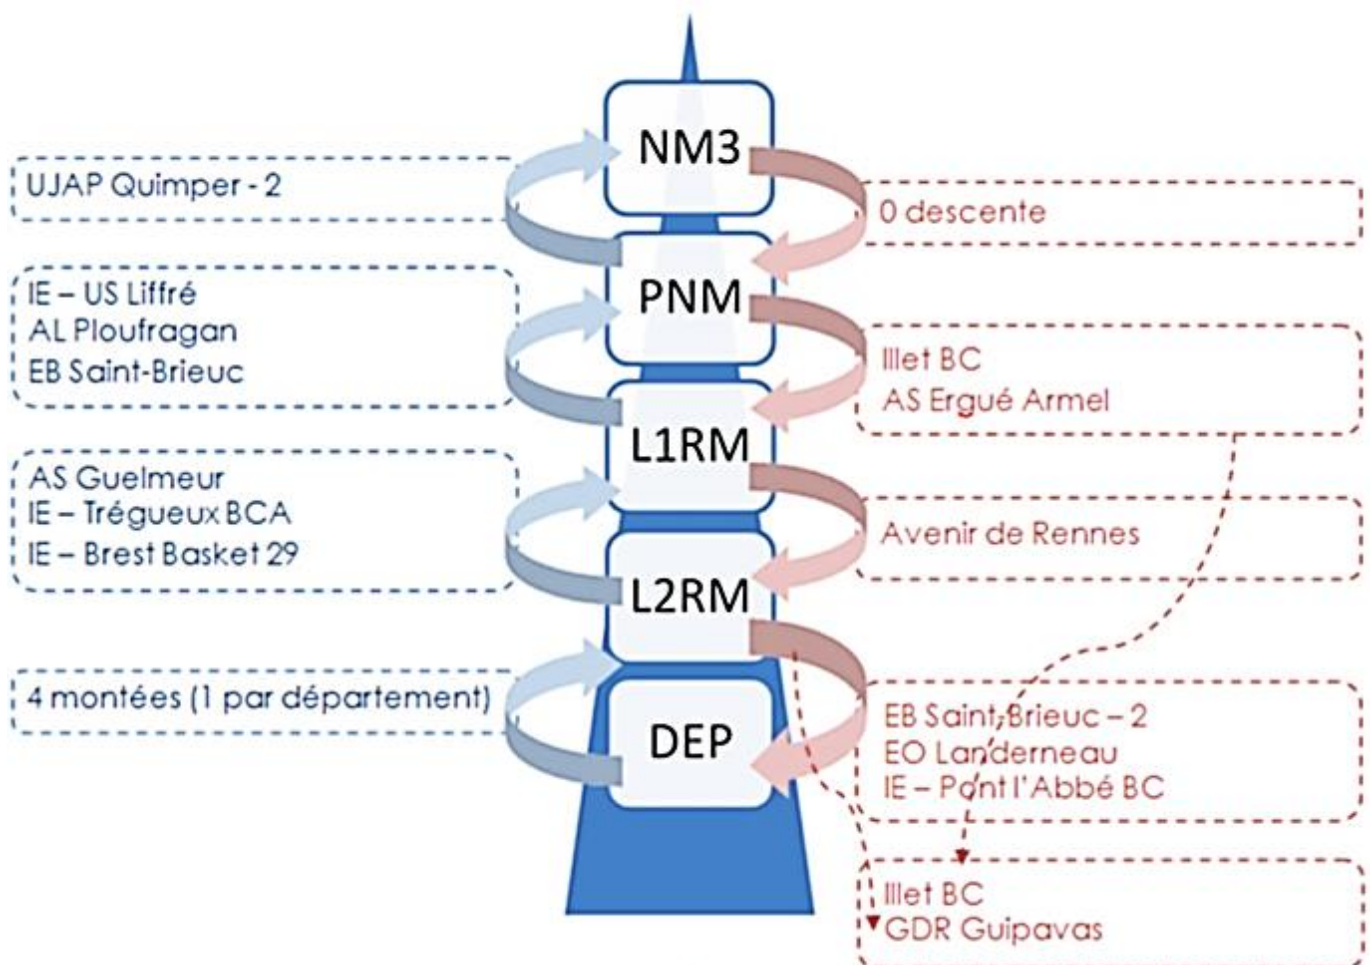 NM3
UJAP Quimper - 2
0 descente
PNM
IE – US Liffré
AL Ploufragan
EB Saint-Brieuc
Illet BC
AS Ergué Armel
L1RM
AS Guelmeur
IE – Trégueux BCA
IE – Brest Basket 29
Avenir de Rennes
L2RM
4 montées (1 par département)
EB Saint-Brieuc – 2
EO Landerneau
IE – Pont l'Abbé BC
DEP
Illet BC
GDR Guipavas